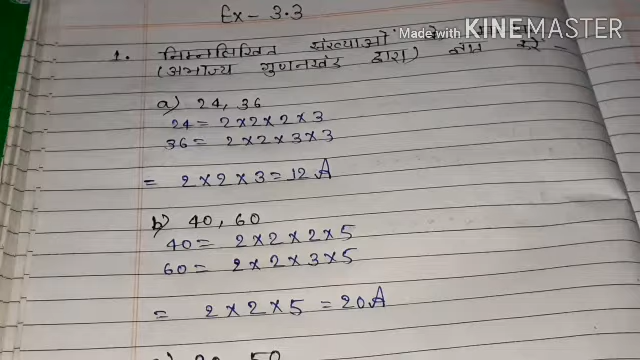 Ex - 3.3
Made with KINEMASTER
1. निम्नलिखित संख्याओं
(अभाज्य गुणनखंड द्वारा)
a) 24, 36
24 = 2×2×2×3
36 = 2×2×3×3
= 2×2×3=12 A
b) 40, 60
40 = 2×2×2×5
60 = 2×2×3×5
= 2×2×5 = 20 A